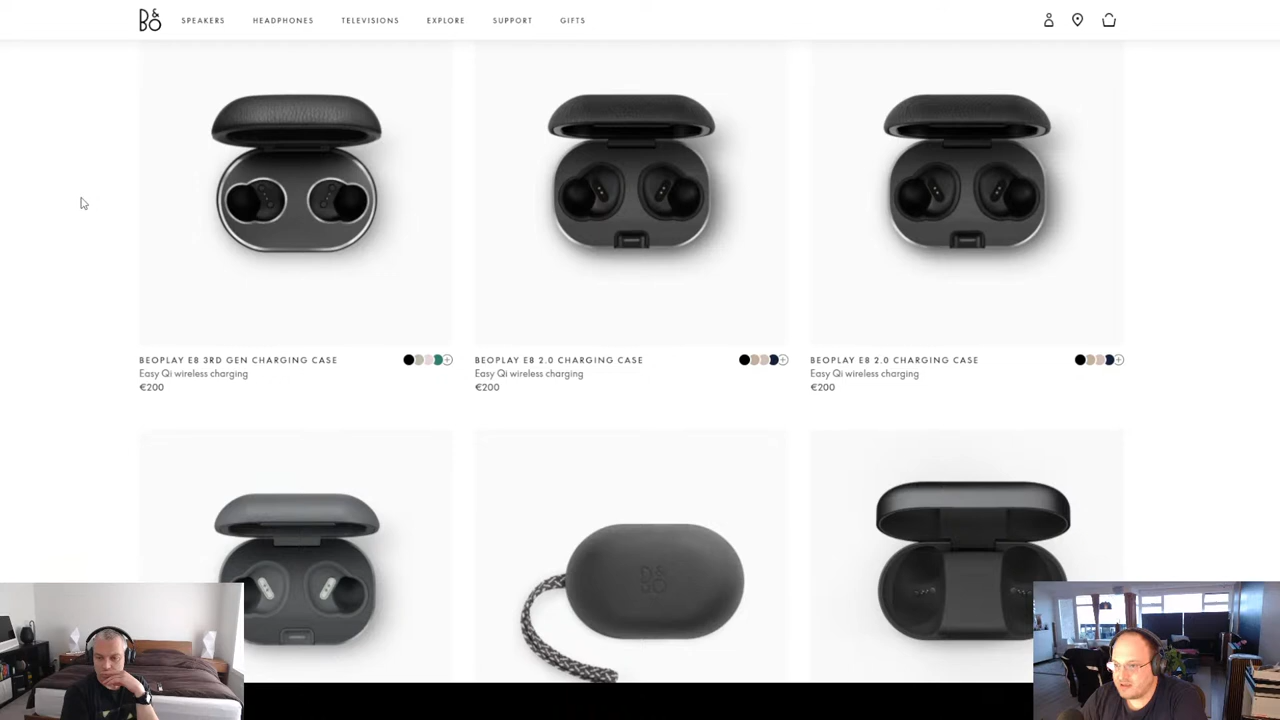 B&O
SPEAKERS HEADPHONES TELEVISIONS EXPLORE SUPPORT GIFTS
BEOPLAY E8 3RD GEN CHARGING CASE
Easy Qi wireless charging
€200
BEOPLAY E8 2.0 CHARGING CASE
Easy Qi wireless charging
€200
BEOPLAY E8 2.0 CHARGING CASE
Easy Qi wireless charging
€200
B&O